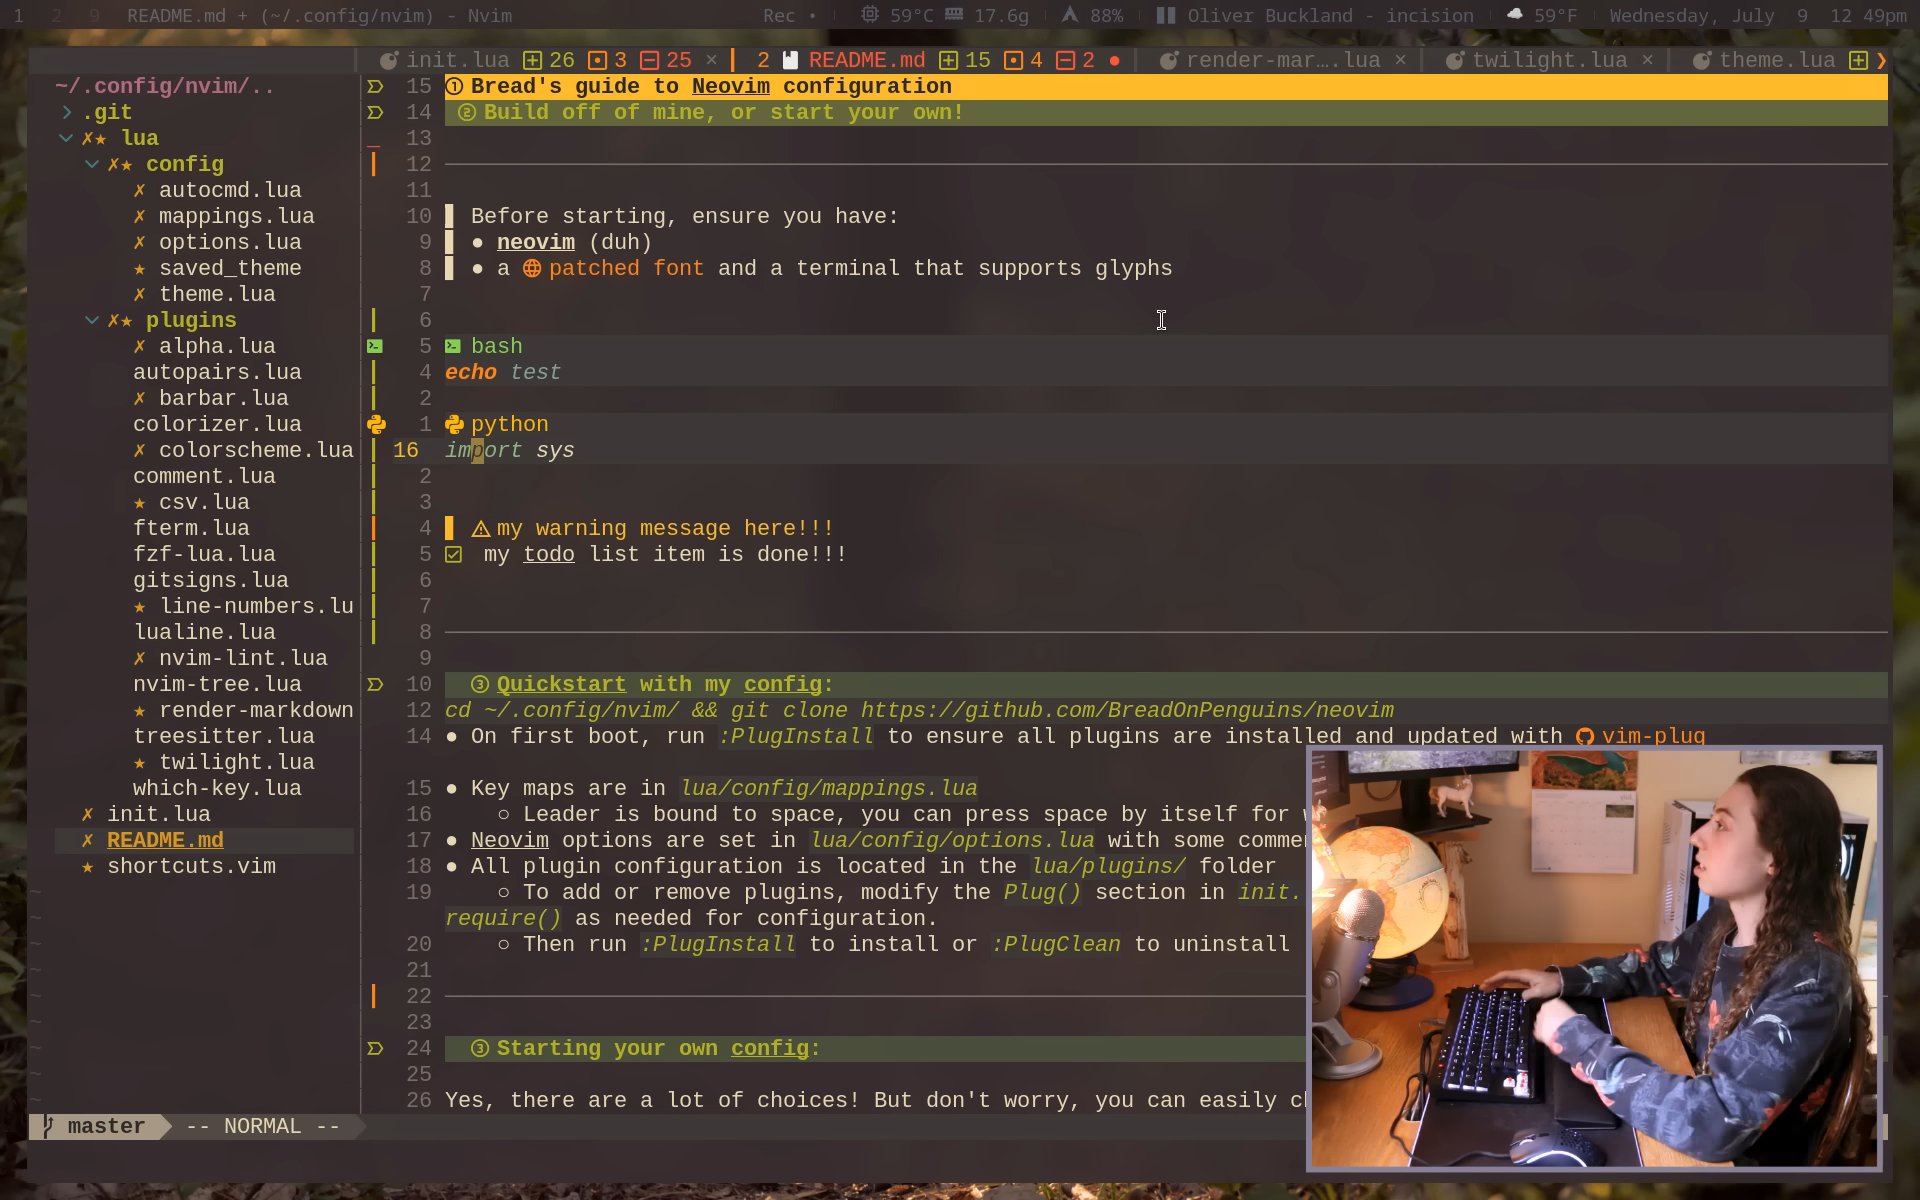 1 2 9 README.md + (~/.config/nvim) - Nvim Rec • 59°C 17.6g 88% Oliver Buckland - incision 59°F Wednesday, July 9 12 49pm
init.lua 26 3 25 × 2 README.md 15 4 2 ● render-mar….lua × twilight.lua × theme.lua
~/.config/nvim/..
.git
✗★ lua
✗★ config
✗ autocmd.lua
✗ mappings.lua
✗ options.lua
★ saved_theme
✗ theme.lua
✗★ plugins
✗ alpha.lua
autopairs.lua
✗ barbar.lua
colorizer.lua
✗ colorscheme.lua
comment.lua
★ csv.lua
fterm.lua
fzf-lua.lua
gitsigns.lua
★ line-numbers.lu
lualine.lua
✗ nvim-lint.lua
nvim-tree.lua
★ render-markdown
treesitter.lua
★ twilight.lua
which-key.lua
✗ init.lua
✗ README.md
★ shortcuts.vim
15 ① Bread's guide to Neovim configuration
14 ② Build off of mine, or start your own!
13
12
11
10 Before starting, ensure you have:
9 ● neovim (duh)
8 ● a patched font and a terminal that supports glyphs
7
6
5 bash
4 echo test
2
1 python
16 import sys
2
3
4 my warning message here!!!
5 my todo list item is done!!!
6
7
8
9
10 ③ Quickstart with my config:
12 cd ~/.config/nvim/ && git clone https://github.com/BreadOnPenguins/neovim
14 ● On first boot, run :PlugInstall to ensure all plugins are installed and updated with vim-plug
15 ● Key maps are in lua/config/mappings.lua
16 ○ Leader is bound to space, you can press space by itself for
17 ● Neovim options are set in lua/config/options.lua with some comme
18 ● All plugin configuration is located in the lua/plugins/ folder
19 ○ To add or remove plugins, modify the Plug() section in init.
require() as needed for configuration.
20 ○ Then run :PlugInstall to install or :PlugClean to uninstall
21
22
23
24 ③ Starting your own config:
25
26 Yes, there are a lot of choices! But don't worry, you can easily c
master -- NORMAL --